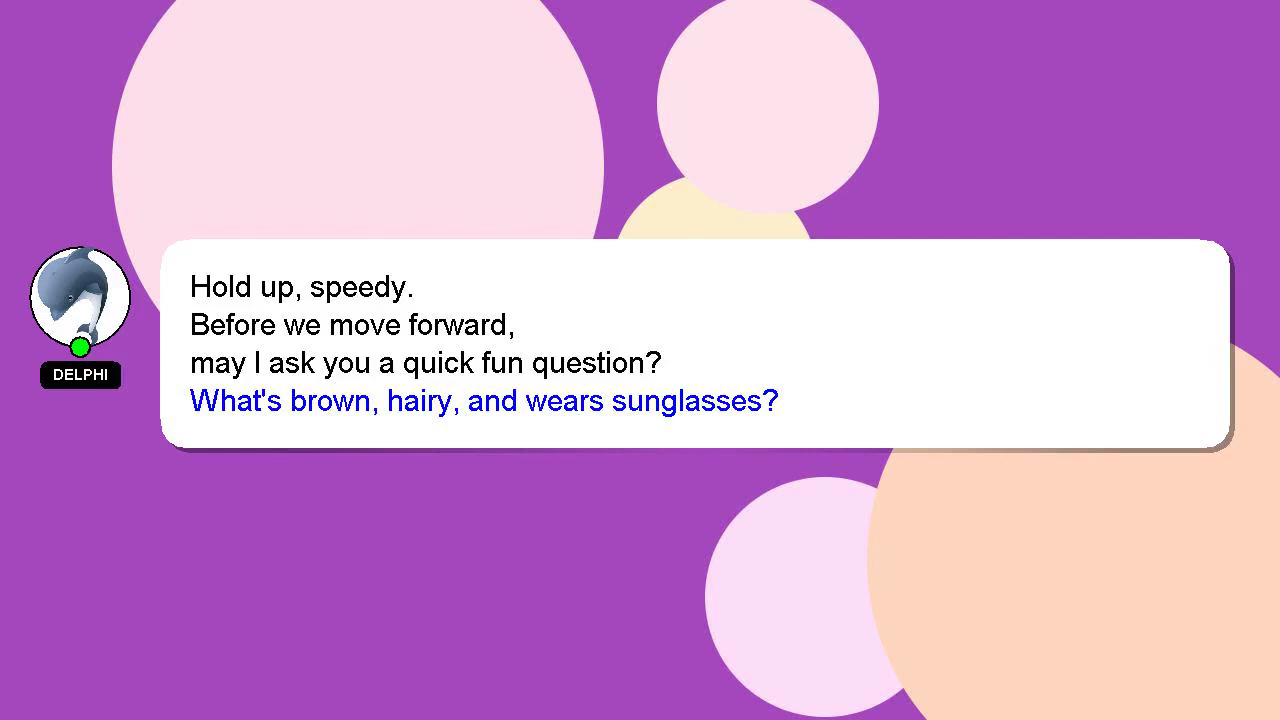 Hold up, speedy.
Before we move forward,
may I ask you a quick fun question?
What's brown, hairy, and wears sunglasses?
DELPHI